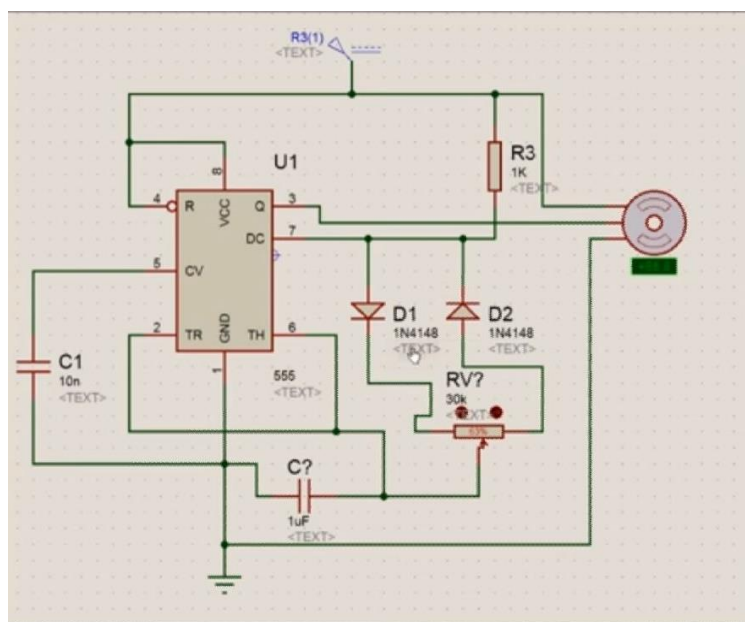 R3(1)
<TEXT>
U1
8
R3
1K
<TEXT>
4
R
VCC
Q
3
DC
7
5
CV
2
TR
GND
TH
6
1
555
<TEXT>
C1
10n
<TEXT>
D1
1N4148
<TEXT>
D2
1N4148
<TEXT>
RV?
30k
<TEXT>
63%
C?
1uF
<TEXT>